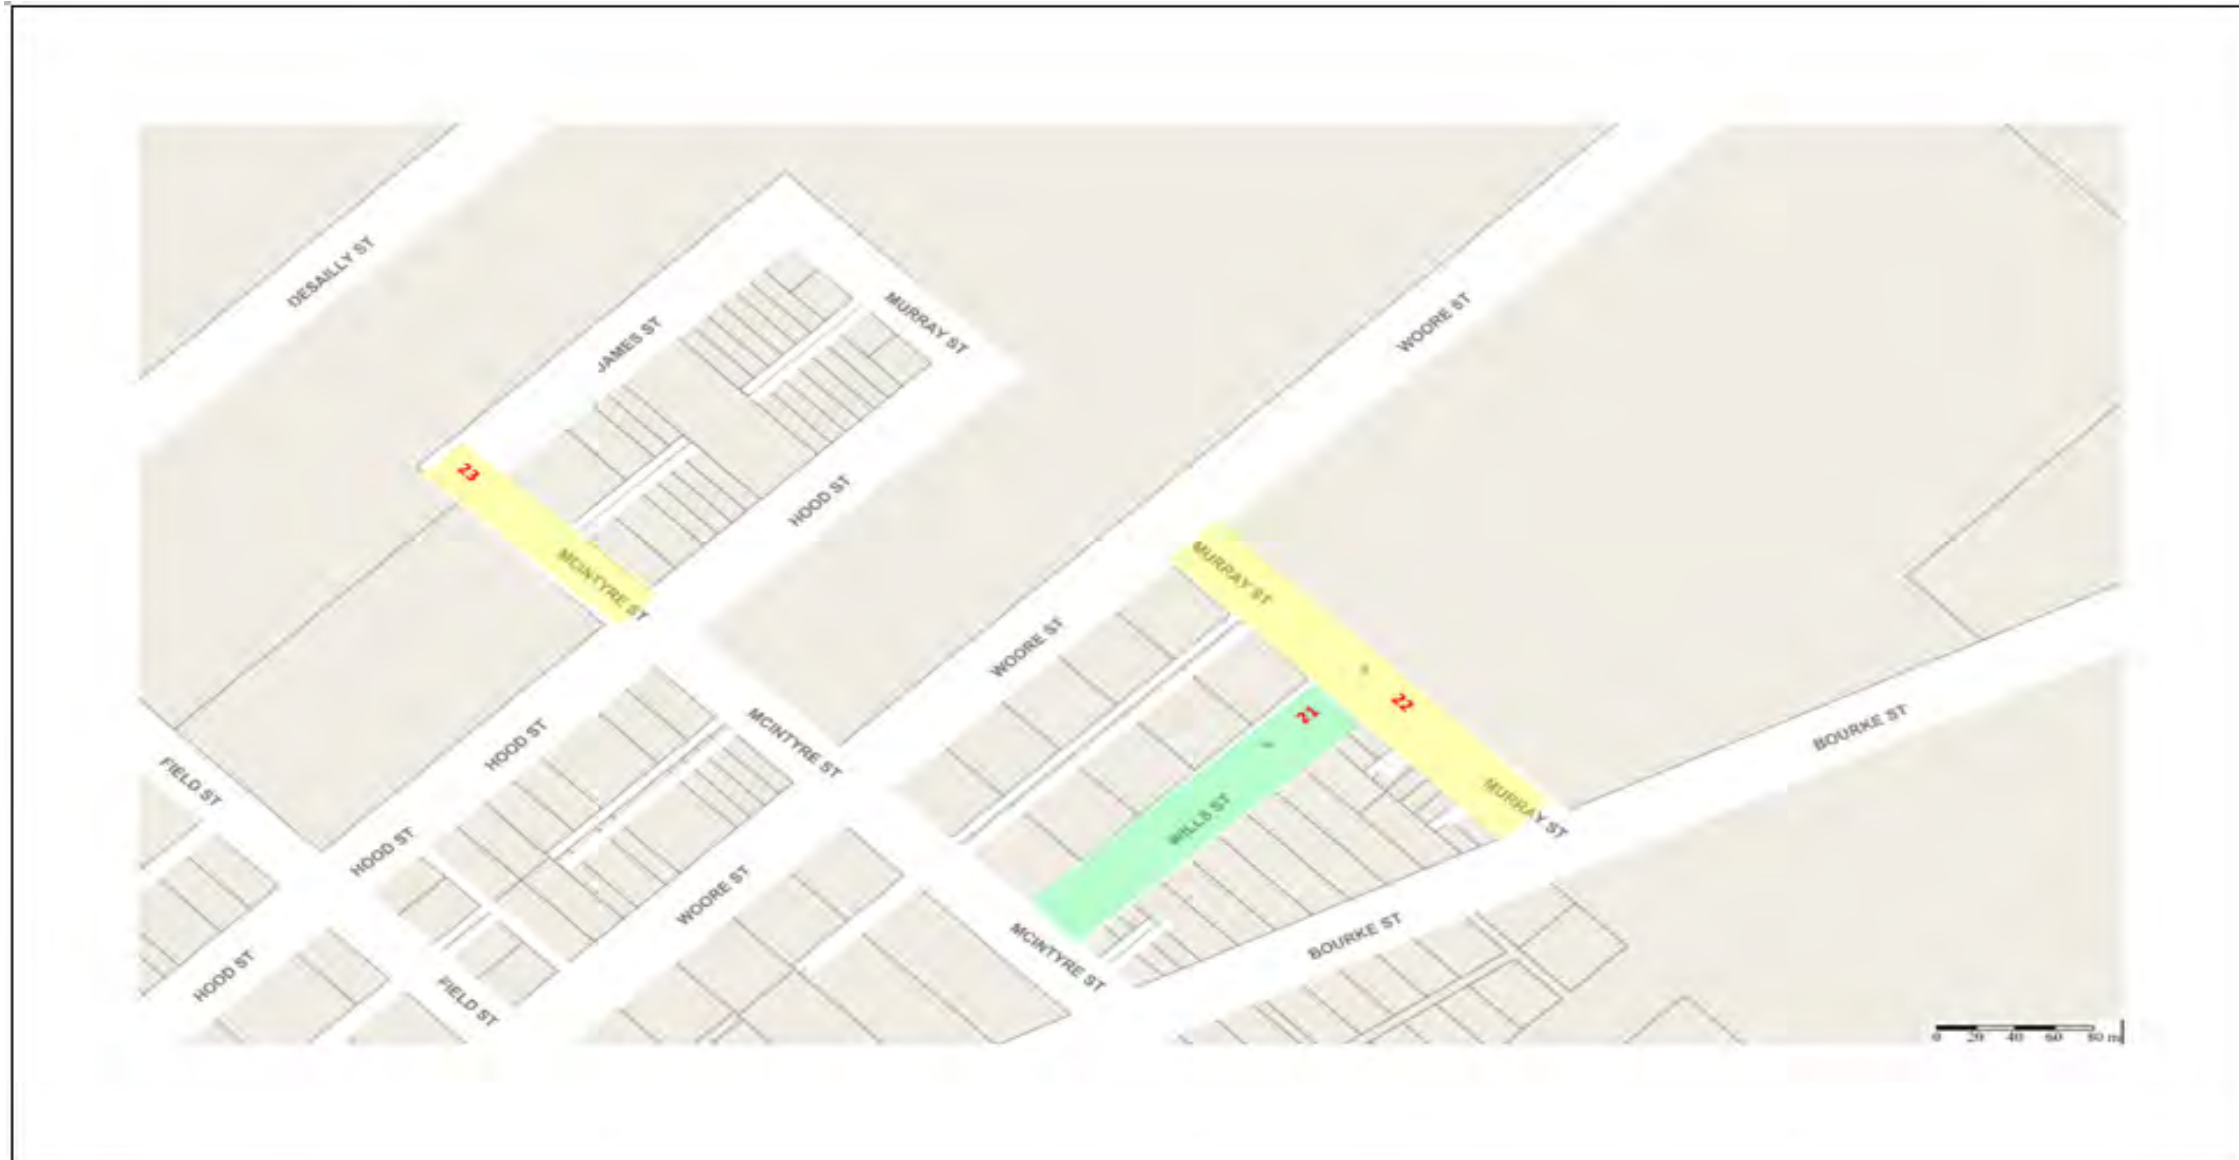 DESAILLY ST
JAMES ST
MURRAY ST
WOORE ST
23
HOOD ST
MCINTYRE ST
MURRAY ST
WOORE ST
21
22
BOURKE ST
HOOD ST
MCINTYRE ST
FIELD ST
WILLS ST
MURRAY ST
HOOD ST
WOORE ST
BOURKE ST
MCINTYRE ST
HOOD ST
FIELD ST
0 20 40 60 80 m